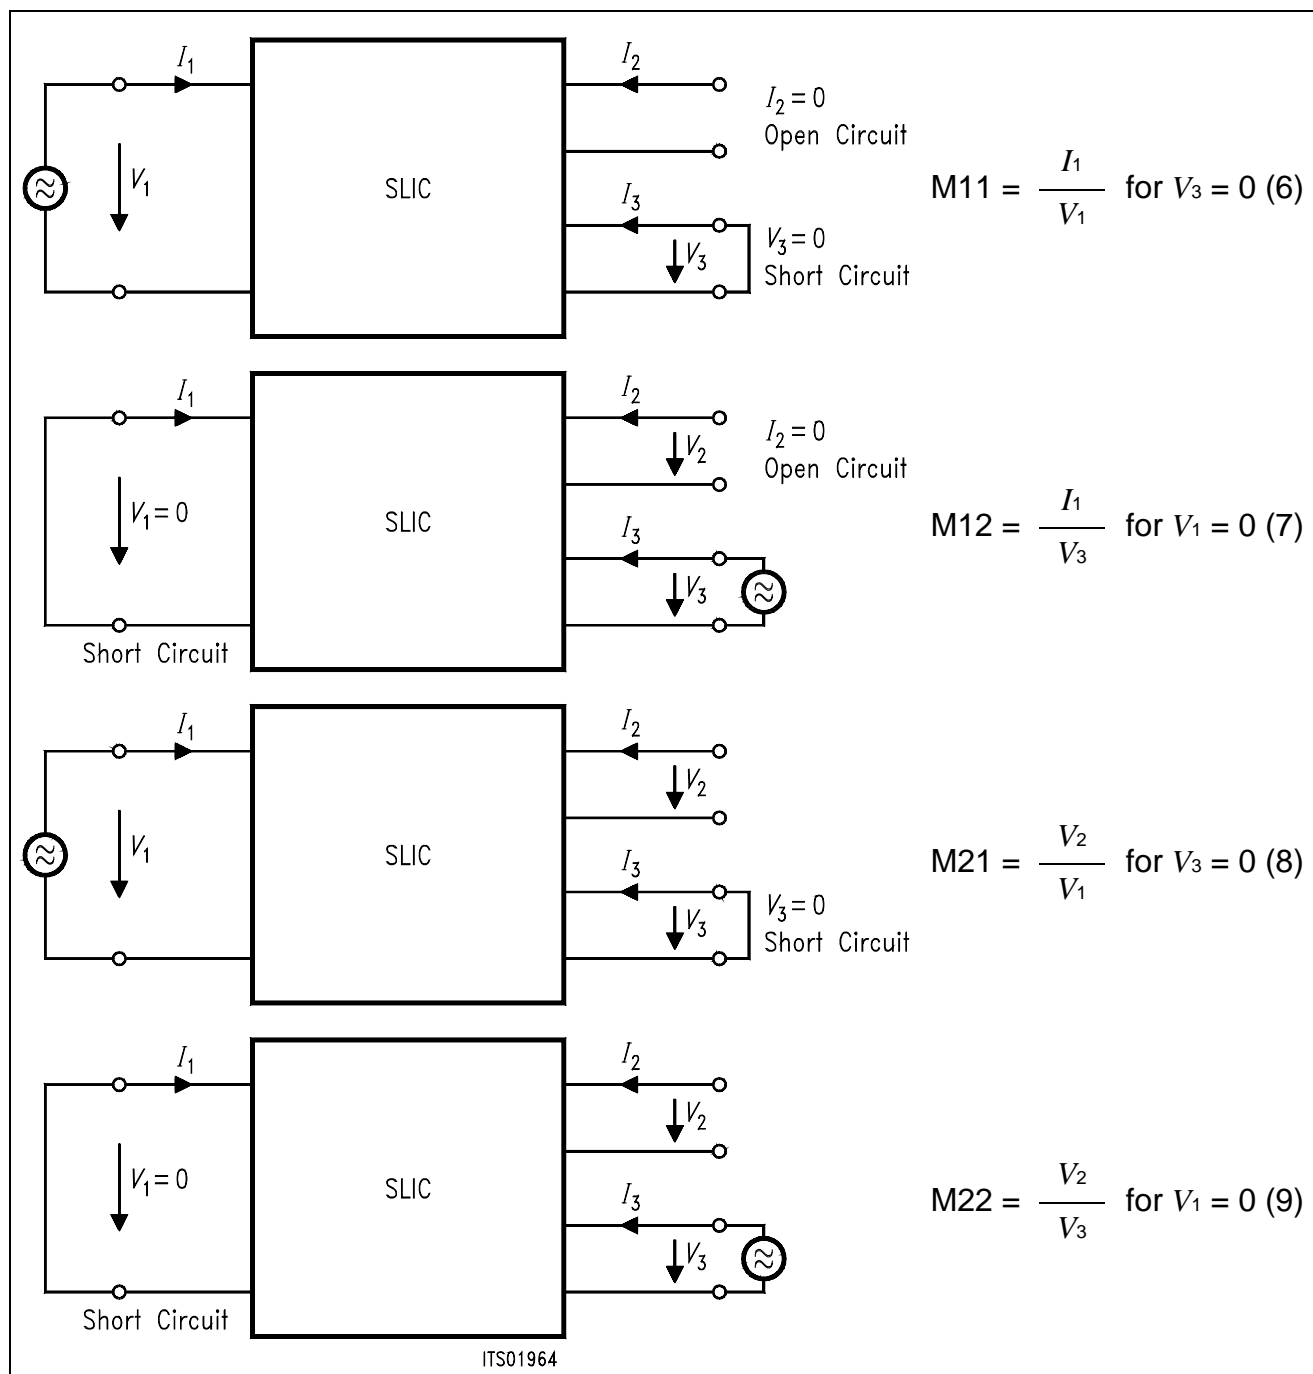 I₁
I₂
I₂ = 0
Open Circuit
V₁
SLIC
M11 = I₁ / V₁ for V₃ = 0 (6)
I₃
V₃
V₃ = 0
Short Circuit
I₁
I₂
V₂
I₂ = 0
Open Circuit
V₁ = 0
SLIC
M12 = I₁ / V₃ for V₁ = 0 (7)
I₃
V₃
Short Circuit
I₁
I₂
V₂
V₁
SLIC
M21 = V₂ / V₁ for V₃ = 0 (8)
I₃
V₃
V₃ = 0
Short Circuit
I₁
I₂
V₂
V₁ = 0
SLIC
M22 = V₂ / V₃ for V₁ = 0 (9)
I₃
V₃
Short Circuit
ITS01964